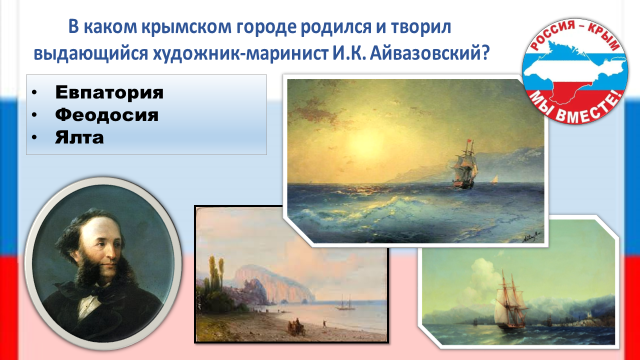 В каком крымском городе родился и творил
выдающийся художник-маринист И.К. Айвазовский?
РОССИЯ – КРЫМ
МЫ ВМЕСТЕ!
• Евпатория
• Феодосия
• Ялта